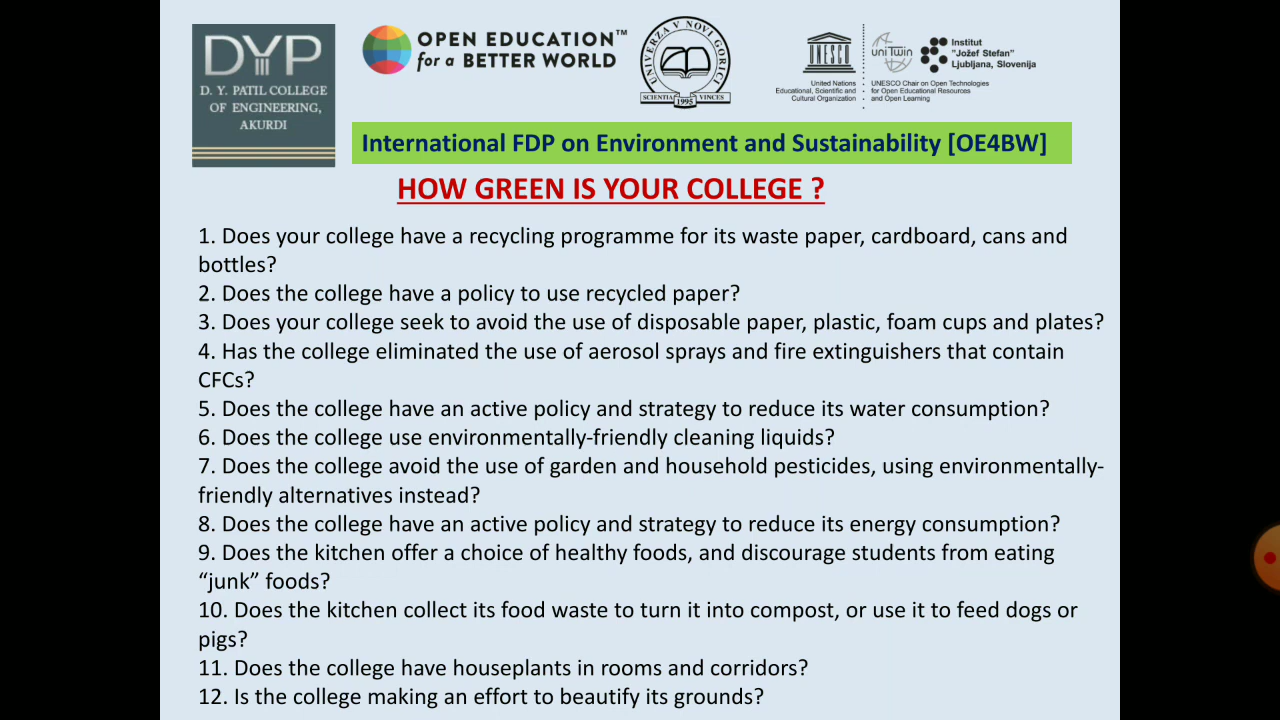 DYP
D. Y. PATIL COLLEGE
OF ENGINEERING,
AKURDI
OPEN EDUCATION™
for a BETTER WORLD
UNIVERZA V NOVI GORICI
SCIENTIA VINCES
1995
UNESCO
United Nations
Educational, Scientific and
Cultural Organization
uniTwin
Institut
"Jožef Stefan"
Ljubljana, Slovenija
UNESCO Chair on Open Technologies
for Open Educational Resources
and Open Learning
International FDP on Environment and Sustainability [OE4BW]
HOW GREEN IS YOUR COLLEGE ?
1. Does your college have a recycling programme for its waste paper, cardboard, cans and
bottles?
2. Does the college have a policy to use recycled paper?
3. Does your college seek to avoid the use of disposable paper, plastic, foam cups and plates?
4. Has the college eliminated the use of aerosol sprays and fire extinguishers that contain
CFCs?
5. Does the college have an active policy and strategy to reduce its water consumption?
6. Does the college use environmentally-friendly cleaning liquids?
7. Does the college avoid the use of garden and household pesticides, using environmentally-
friendly alternatives instead?
8. Does the college have an active policy and strategy to reduce its energy consumption?
9. Does the kitchen offer a choice of healthy foods, and discourage students from eating
“junk” foods?
10. Does the kitchen collect its food waste to turn it into compost, or use it to feed dogs or
pigs?
11. Does the college have houseplants in rooms and corridors?
12. Is the college making an effort to beautify its grounds?